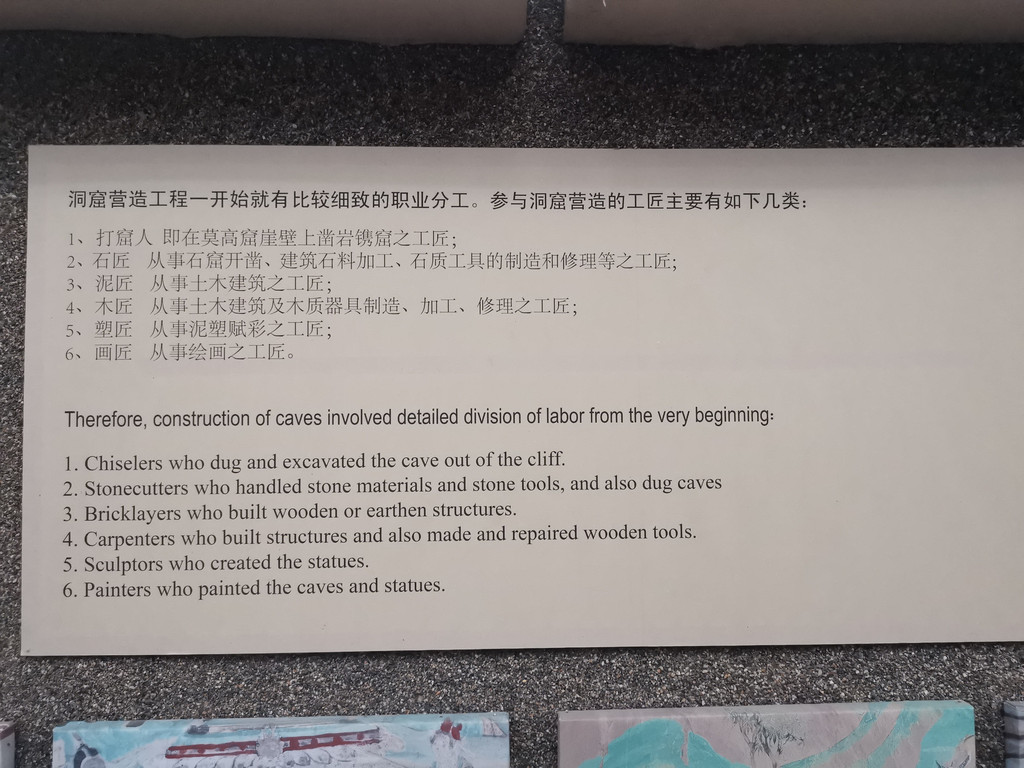 洞窟营造工程一开始就有比较细致的职业分工。参与洞窟营造的工匠主要有如下几类：
1、打窟人 即在莫高窟崖壁上凿岩镌窟之工匠；
2、石匠 从事石窟开凿、建筑石料加工、石质工具的制造和修理等之工匠；
3、泥匠 从事土木建筑之工匠；
4、木匠 从事土木建筑及木质器具制造、加工、修理之工匠；
5、塑匠 从事泥塑赋彩之工匠；
6、画匠 从事绘画之工匠。
Therefore, construction of caves involved detailed division of labor from the very beginning:
1. Chiselers who dug and excavated the cave out of the cliff.
2. Stonecutters who handled stone materials and stone tools, and also dug caves
3. Bricklayers who built wooden or earthen structures.
4. Carpenters who built structures and also made and repaired wooden tools.
5. Sculptors who created the statues.
6. Painters who painted the caves and statues.